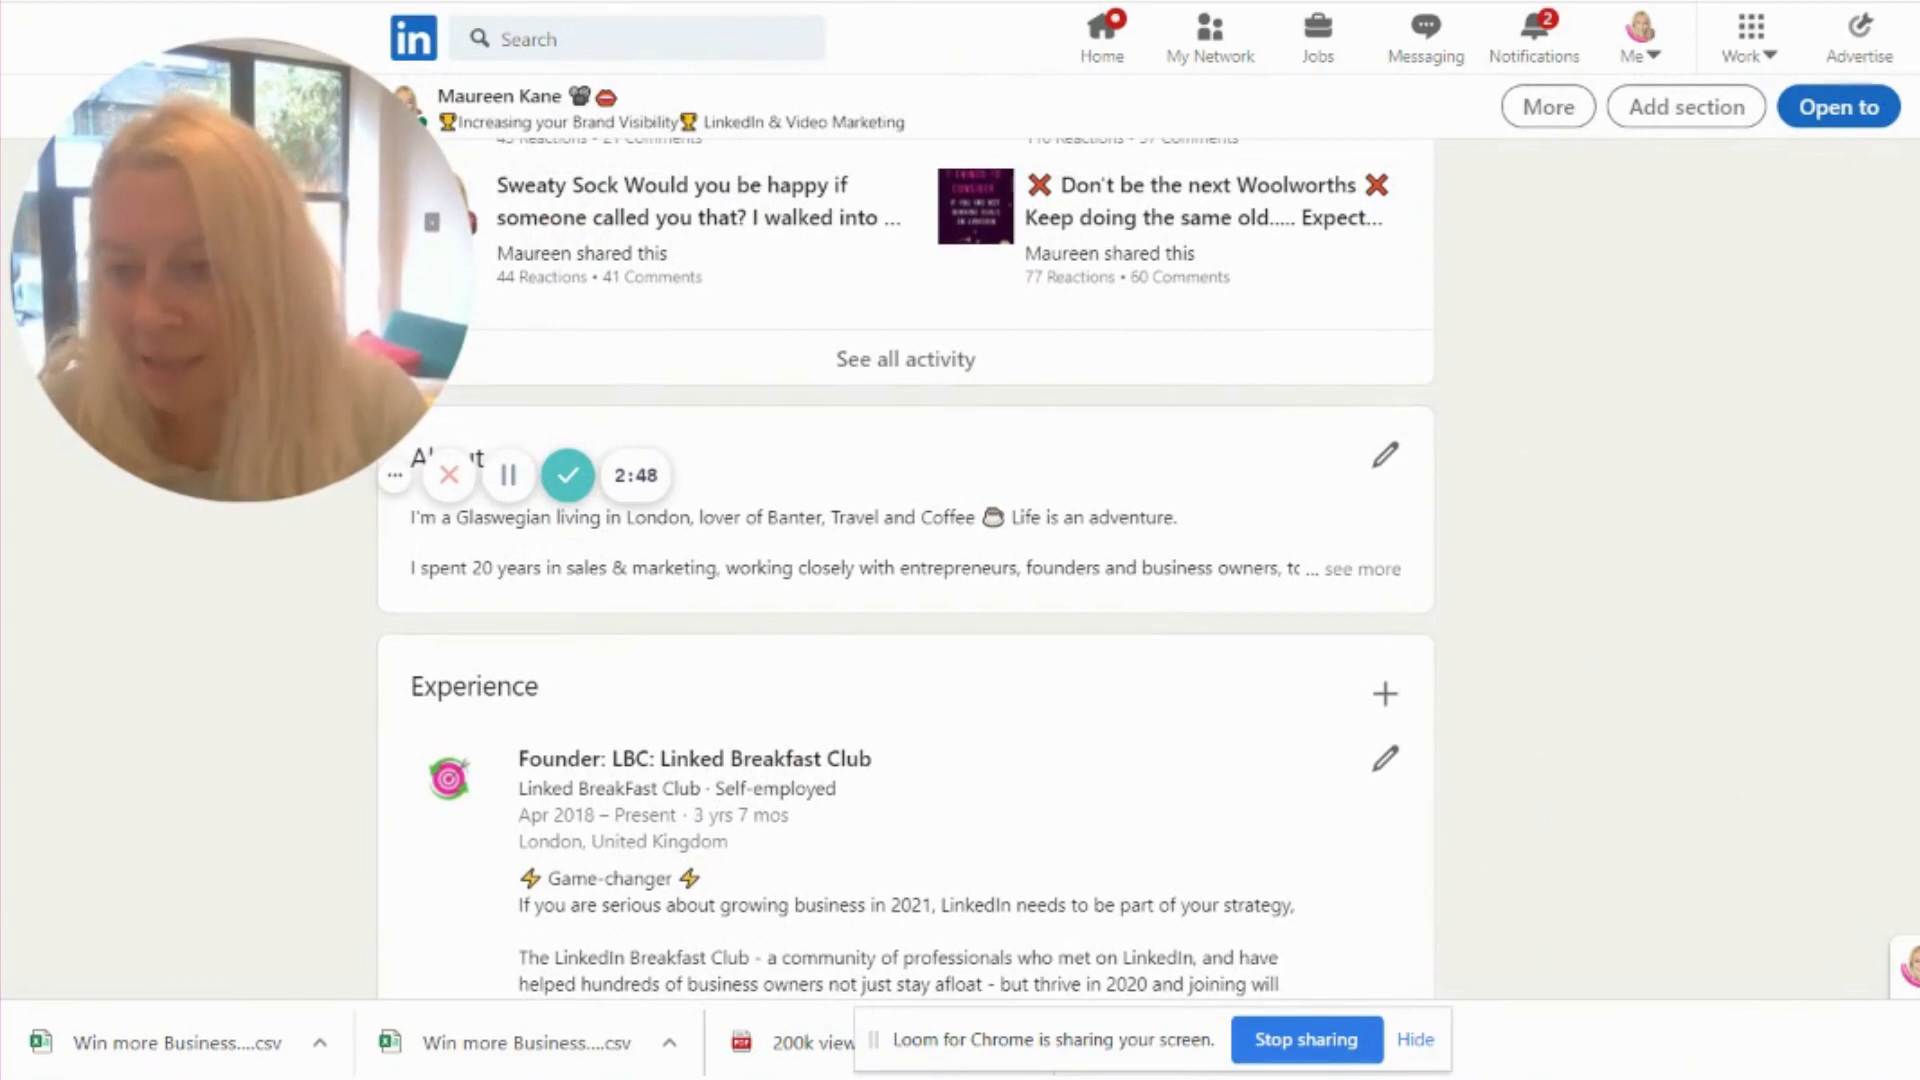 in
Search
Home
My Network
Jobs
Messaging
2
Notifications
Me
Work
Advertise
Maureen Kane 🎥👄
🏆Increasing your Brand Visibility🏆 LinkedIn & Video Marketing
More
Add section
Open to
Sweaty Sock Would you be happy if
someone called you that? I walked into ...
Maureen shared this
44 Reactions • 41 Comments
❌ Don't be the next Woolworths ❌
Keep doing the same old..... Expect...
Maureen shared this
77 Reactions • 60 Comments
See all activity
2:48
I'm a Glaswegian living in London, lover of Banter, Travel and Coffee ☕ Life is an adventure.
I spent 20 years in sales & marketing, working closely with entrepreneurs, founders and business owners, tc ... see more
Experience
Founder: LBC: Linked Breakfast Club
Linked BreakFast Club · Self-employed
Apr 2018 – Present · 3 yrs 7 mos
London, United Kingdom
⚡ Game-changer ⚡
If you are serious about growing business in 2021, LinkedIn needs to be part of your strategy,
The LinkedIn Breakfast Club - a community of professionals who met on LinkedIn, and have
helped hundreds of business owners not just stay afloat - but thrive in 2020 and joining will
Win more Business....csv
Win more Business....csv
PDF
200k view
Loom for Chrome is sharing your screen.
Stop sharing
Hide